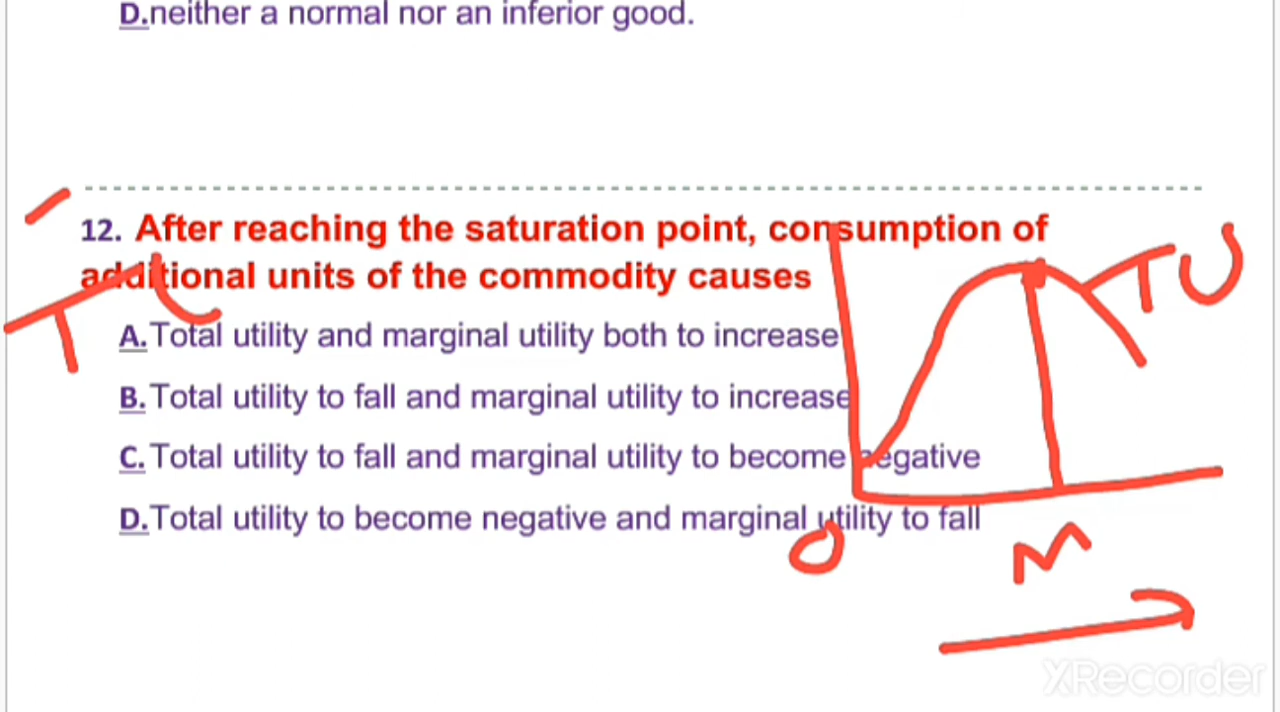 D.neither a normal nor an inferior good.
12. After reaching the saturation point, consumption of
additional units of the commodity causes
A.Total utility and marginal utility both to increase
B.Total utility to fall and marginal utility to increase
C.Total utility to fall and marginal utility to become negative
D.Total utility to become negative and marginal utility to fall
TU
TU
O
M
XRecorder